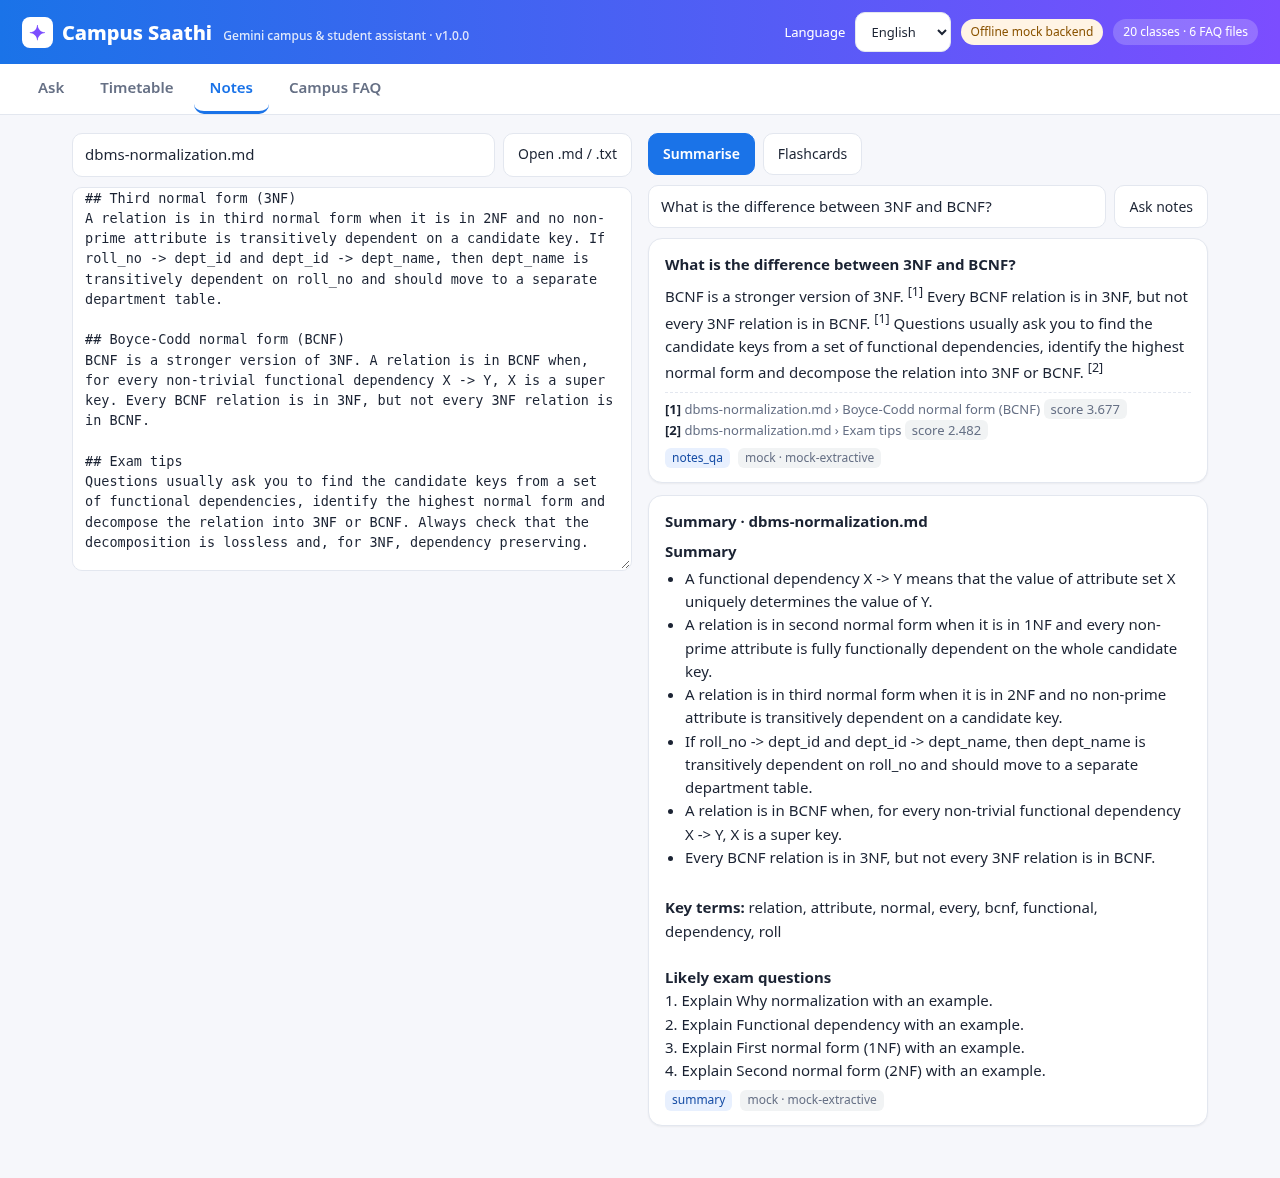 Campus Saathi
Gemini campus & student assistant · v1.0.0
Language
English
Offline mock backend
20 classes · 6 FAQ files
Ask
Timetable
Notes
Campus FAQ
dbms-normalization.md
Open .md / .txt
## Third normal form (3NF)
A relation is in third normal form when it is in 2NF and no non-
prime attribute is transitively dependent on a candidate key. If
roll_no -> dept_id and dept_id -> dept_name, then dept_name is
transitively dependent on roll_no and should move to a separate
department table.
## Boyce-Codd normal form (BCNF)
BCNF is a stronger version of 3NF. A relation is in BCNF when,
for every non-trivial functional dependency X -> Y, X is a super
key. Every BCNF relation is in 3NF, but not every 3NF relation is
in BCNF.
## Exam tips
Questions usually ask you to find the candidate keys from a set
of functional dependencies, identify the highest normal form and
decompose the relation into 3NF or BCNF. Always check that the
decomposition is lossless and, for 3NF, dependency preserving.
Summarise
Flashcards
What is the difference between 3NF and BCNF?
Ask notes
What is the difference between 3NF and BCNF?
BCNF is a stronger version of 3NF. [1] Every BCNF relation is in 3NF, but not
every 3NF relation is in BCNF. [1] Questions usually ask you to find the
candidate keys from a set of functional dependencies, identify the highest
normal form and decompose the relation into 3NF or BCNF. [2]
[1] dbms-normalization.md › Boyce-Codd normal form (BCNF) score 3.677
[2] dbms-normalization.md › Exam tips score 2.482
notes_qa
mock · mock-extractive
Summary · dbms-normalization.md
Summary
• A functional dependency X -> Y means that the value of attribute set X
uniquely determines the value of Y.
• A relation is in second normal form when it is in 1NF and every non-
prime attribute is fully functionally dependent on the whole candidate
key.
• A relation is in third normal form when it is in 2NF and no non-prime
attribute is transitively dependent on a candidate key.
• If roll_no -> dept_id and dept_id -> dept_name, then dept_name is
transitively dependent on roll_no and should move to a separate
department table.
• A relation is in BCNF when, for every non-trivial functional dependency
X -> Y, X is a super key.
• Every BCNF relation is in 3NF, but not every 3NF relation is in BCNF.
Key terms: relation, attribute, normal, every, bcnf, functional,
dependency, roll
Likely exam questions
1. Explain Why normalization with an example.
2. Explain Functional dependency with an example.
3. Explain First normal form (1NF) with an example.
4. Explain Second normal form (2NF) with an example.
summary
mock · mock-extractive